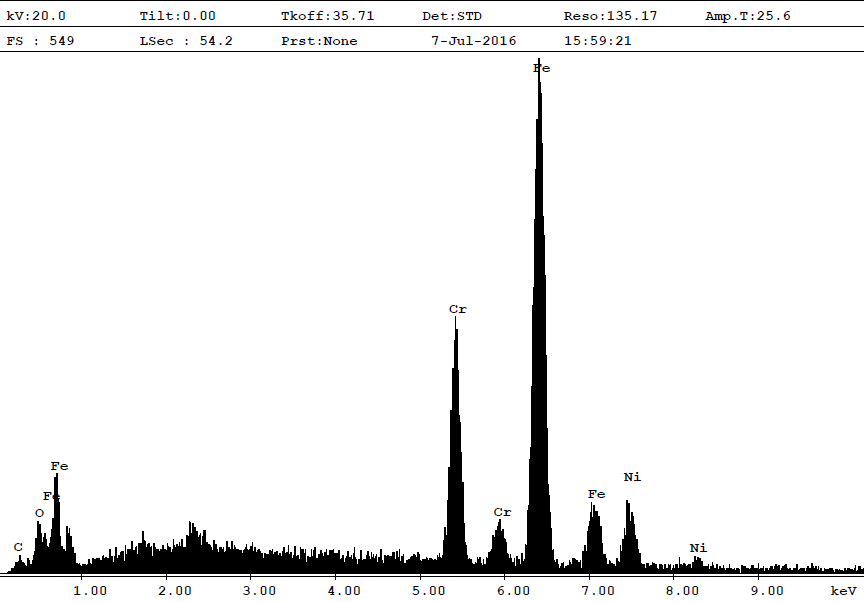 kV:20.0 Tilt:0.00 Tkoff:35.71 Det:STD Reso:135.17 Amp.T:25.6
FS : 549 LSec : 54.2 Prst:None 7-Jul-2016 15:59:21
Fe
Cr
Fe
Ni
Fe Fe
O Cr
C Ni
1.00 2.00 3.00 4.00 5.00 6.00 7.00 8.00 9.00 keV